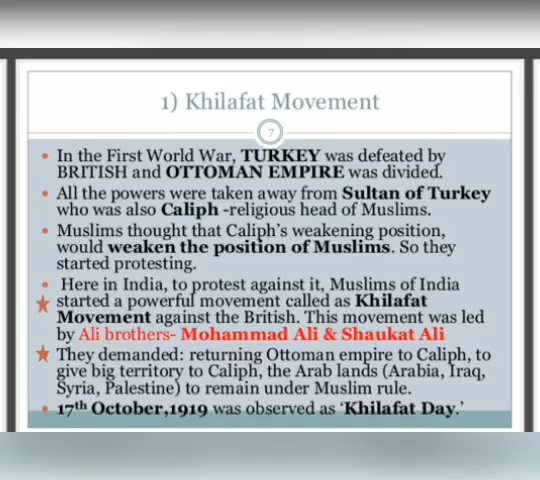 1) Khilafat Movement
7
• In the First World War, TURKEY was defeated by
BRITISH and OTTOMAN EMPIRE was divided.
• All the powers were taken away from Sultan of Turkey
who was also Caliph -religious head of Muslims.
• Muslims thought that Caliph's weakening position,
would weaken the position of Muslims. So they
started protesting.
• Here in India, to protest against it, Muslims of India
started a powerful movement called as Khilafat
Movement against the British. This movement was led
by Ali brothers- Mohammad Ali & Shaukat Ali
They demanded: returning Ottoman empire to Caliph, to
give big territory to Caliph, the Arab lands (Arabia, Iraq,
Syria, Palestine) to remain under Muslim rule.
• 17th October,1919 was observed as ‘Khilafat Day.’